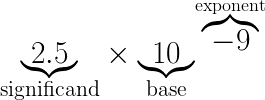 exponent
2.5 × 10 −9
significand base